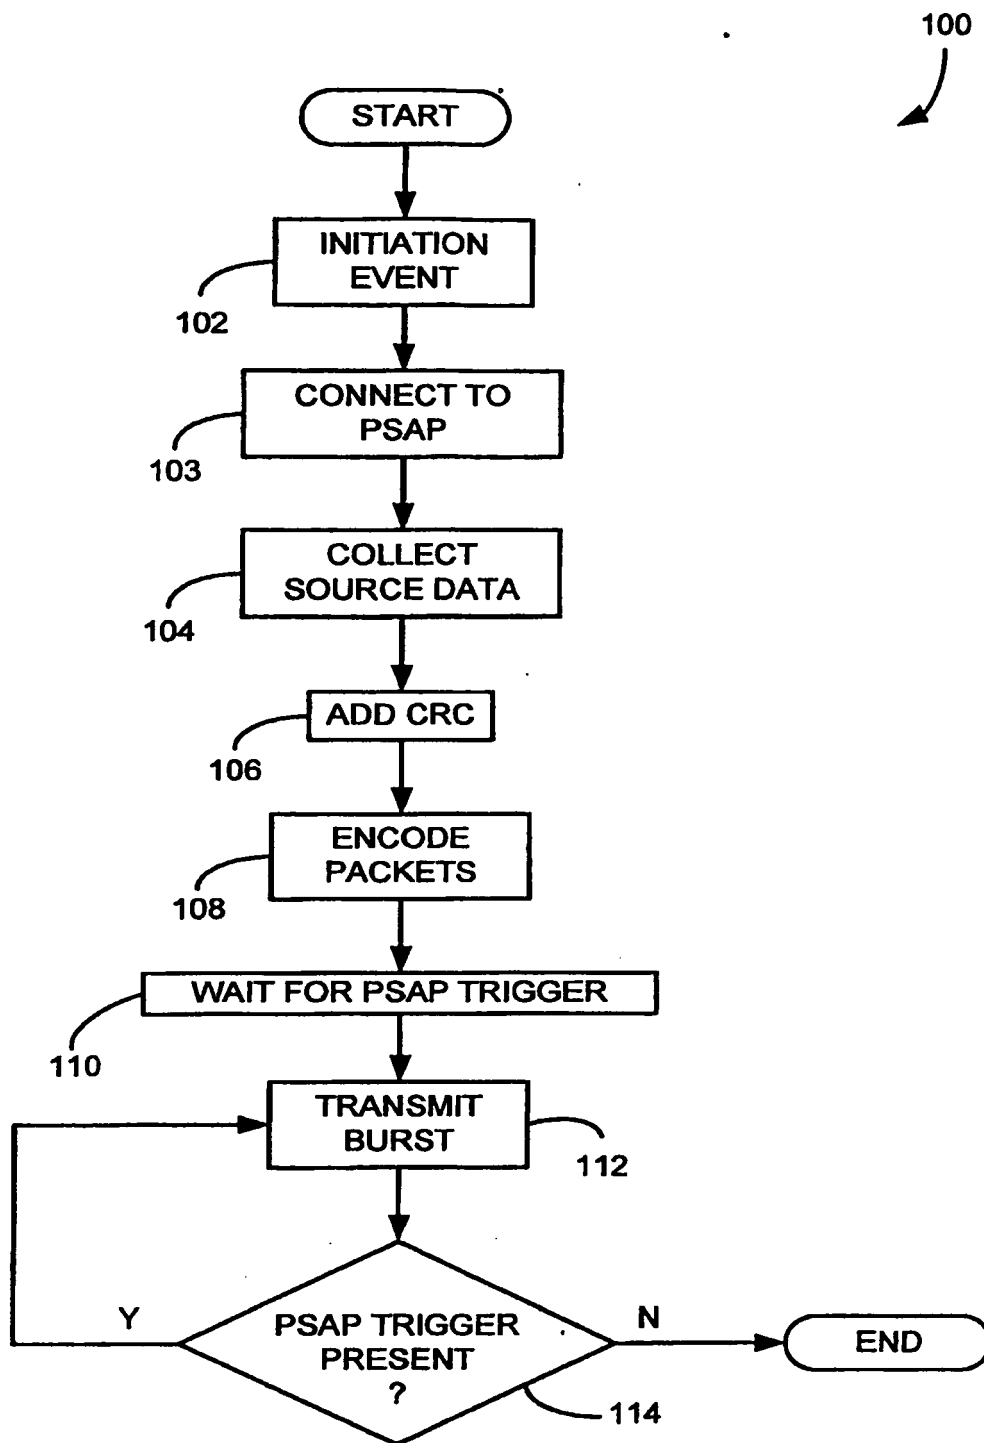 100
START
INITIATION
EVENT
102
CONNECT TO
PSAP
103
COLLECT
SOURCE DATA
104
ADD CRC
106
ENCODE
PACKETS
108
WAIT FOR PSAP TRIGGER
110
TRANSMIT
BURST
112
Y
PSAP TRIGGER
PRESENT
?
N
END
114